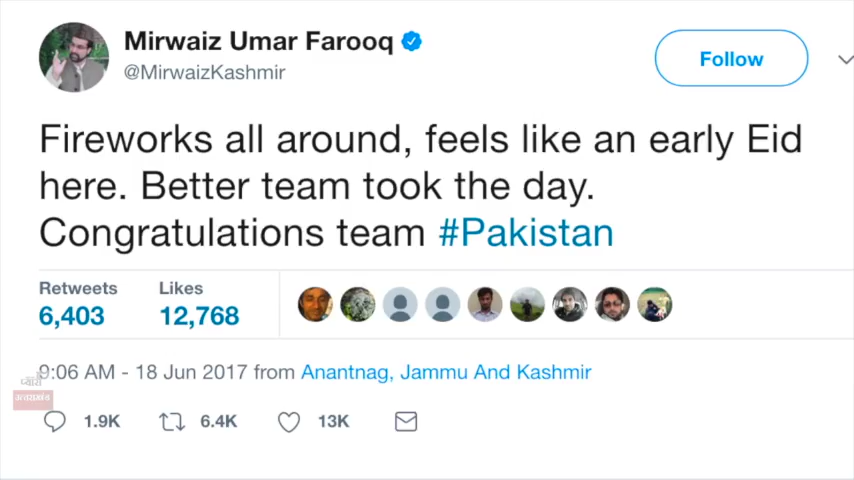 Mirwaiz Umar Farooq
@MirwaizKashmir
Follow
Fireworks all around, feels like an early Eid
here. Better team took the day.
Congratulations team #Pakistan
Retweets Likes
6,403 12,768
9:06 AM - 18 Jun 2017 from Anantnag, Jammu And Kashmir
प्यारा
उत्तराखंड
1.9K 6.4K 13K